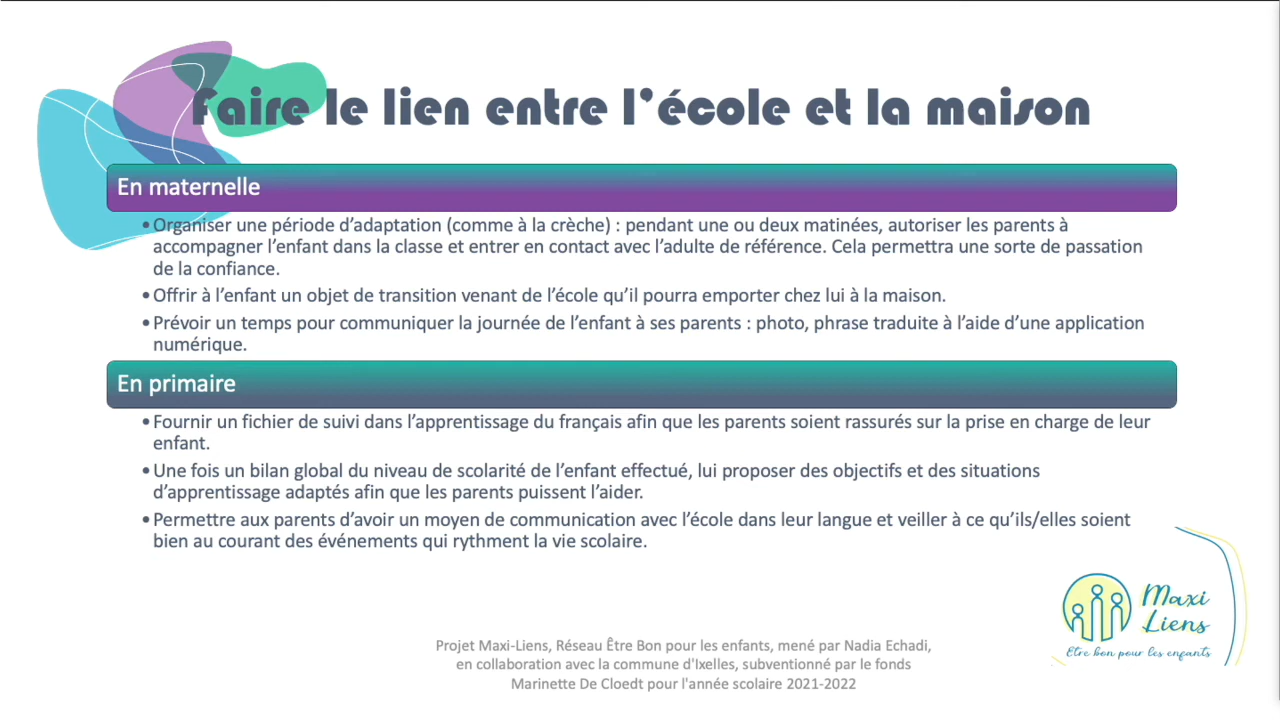 Faire le lien entre l'école et la maison
En maternelle
•Organiser une période d’adaptation (comme à la crèche) : pendant une ou deux matinées, autoriser les parents à
accompagner l’enfant dans la classe et entrer en contact avec l’adulte de référence. Cela permettra une sorte de passation
de la confiance.
•Offrir à l’enfant un objet de transition venant de l’école qu’il pourra emporter chez lui à la maison.
•Prévoir un temps pour communiquer la journée de l’enfant à ses parents : photo, phrase traduite à l’aide d’une application
numérique.
En primaire
•Fournir un fichier de suivi dans l’apprentissage du français afin que les parents soient rassurés sur la prise en charge de leur
enfant.
•Une fois un bilan global du niveau de scolarité de l’enfant effectué, lui proposer des objectifs et des situations
d’apprentissage adaptés afin que les parents puissent l’aider.
•Permettre aux parents d’avoir un moyen de communication avec l’école dans leur langue et veiller à ce qu’ils/elles soient
bien au courant des événements qui rythment la vie scolaire.
Maxi
Liens
Etre bon pour les enfants
Projet Maxi-Liens, Réseau Être Bon pour les enfants, mené par Nadia Echadi,
en collaboration avec la commune d'Ixelles, subventionné par le fonds
Marinette De Cloedt pour l'année scolaire 2021-2022